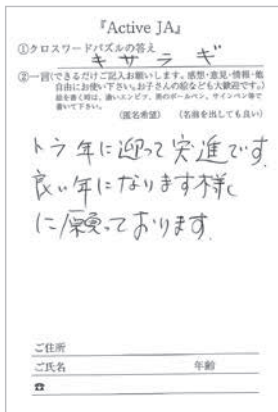 『Active JA』
①クロスワードパズルの答え
キサラギ
②一言(できるだけご記入お願いします。感想・意見・情報・他
自由にお使い下さい。お子さんの絵なども大歓迎です。)
絵を書く時は、濃いエンピツ、黒のボールペン、サインペン等で
書いて下さい。
(匿名希望) (名前を出しても良い)
トラ年に迎って突進です。
良い年になります様
に願っております。
ご住所
ご氏名 年齢
☎